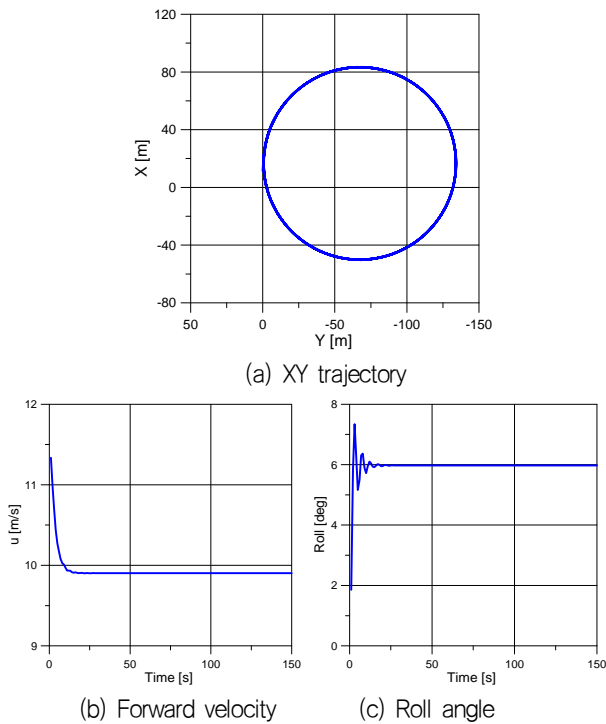 120
80
40
0
-40
-80
X [m]
50 0 -50 -100 -150
Y [m]
(a) XY trajectory
12
11
10
9
u [m/s]
0 50 100 150
Time [s]
(b) Forward velocity
8
6
4
2
0
Roll [deg]
0 50 100 150
Time [s]
(c) Roll angle